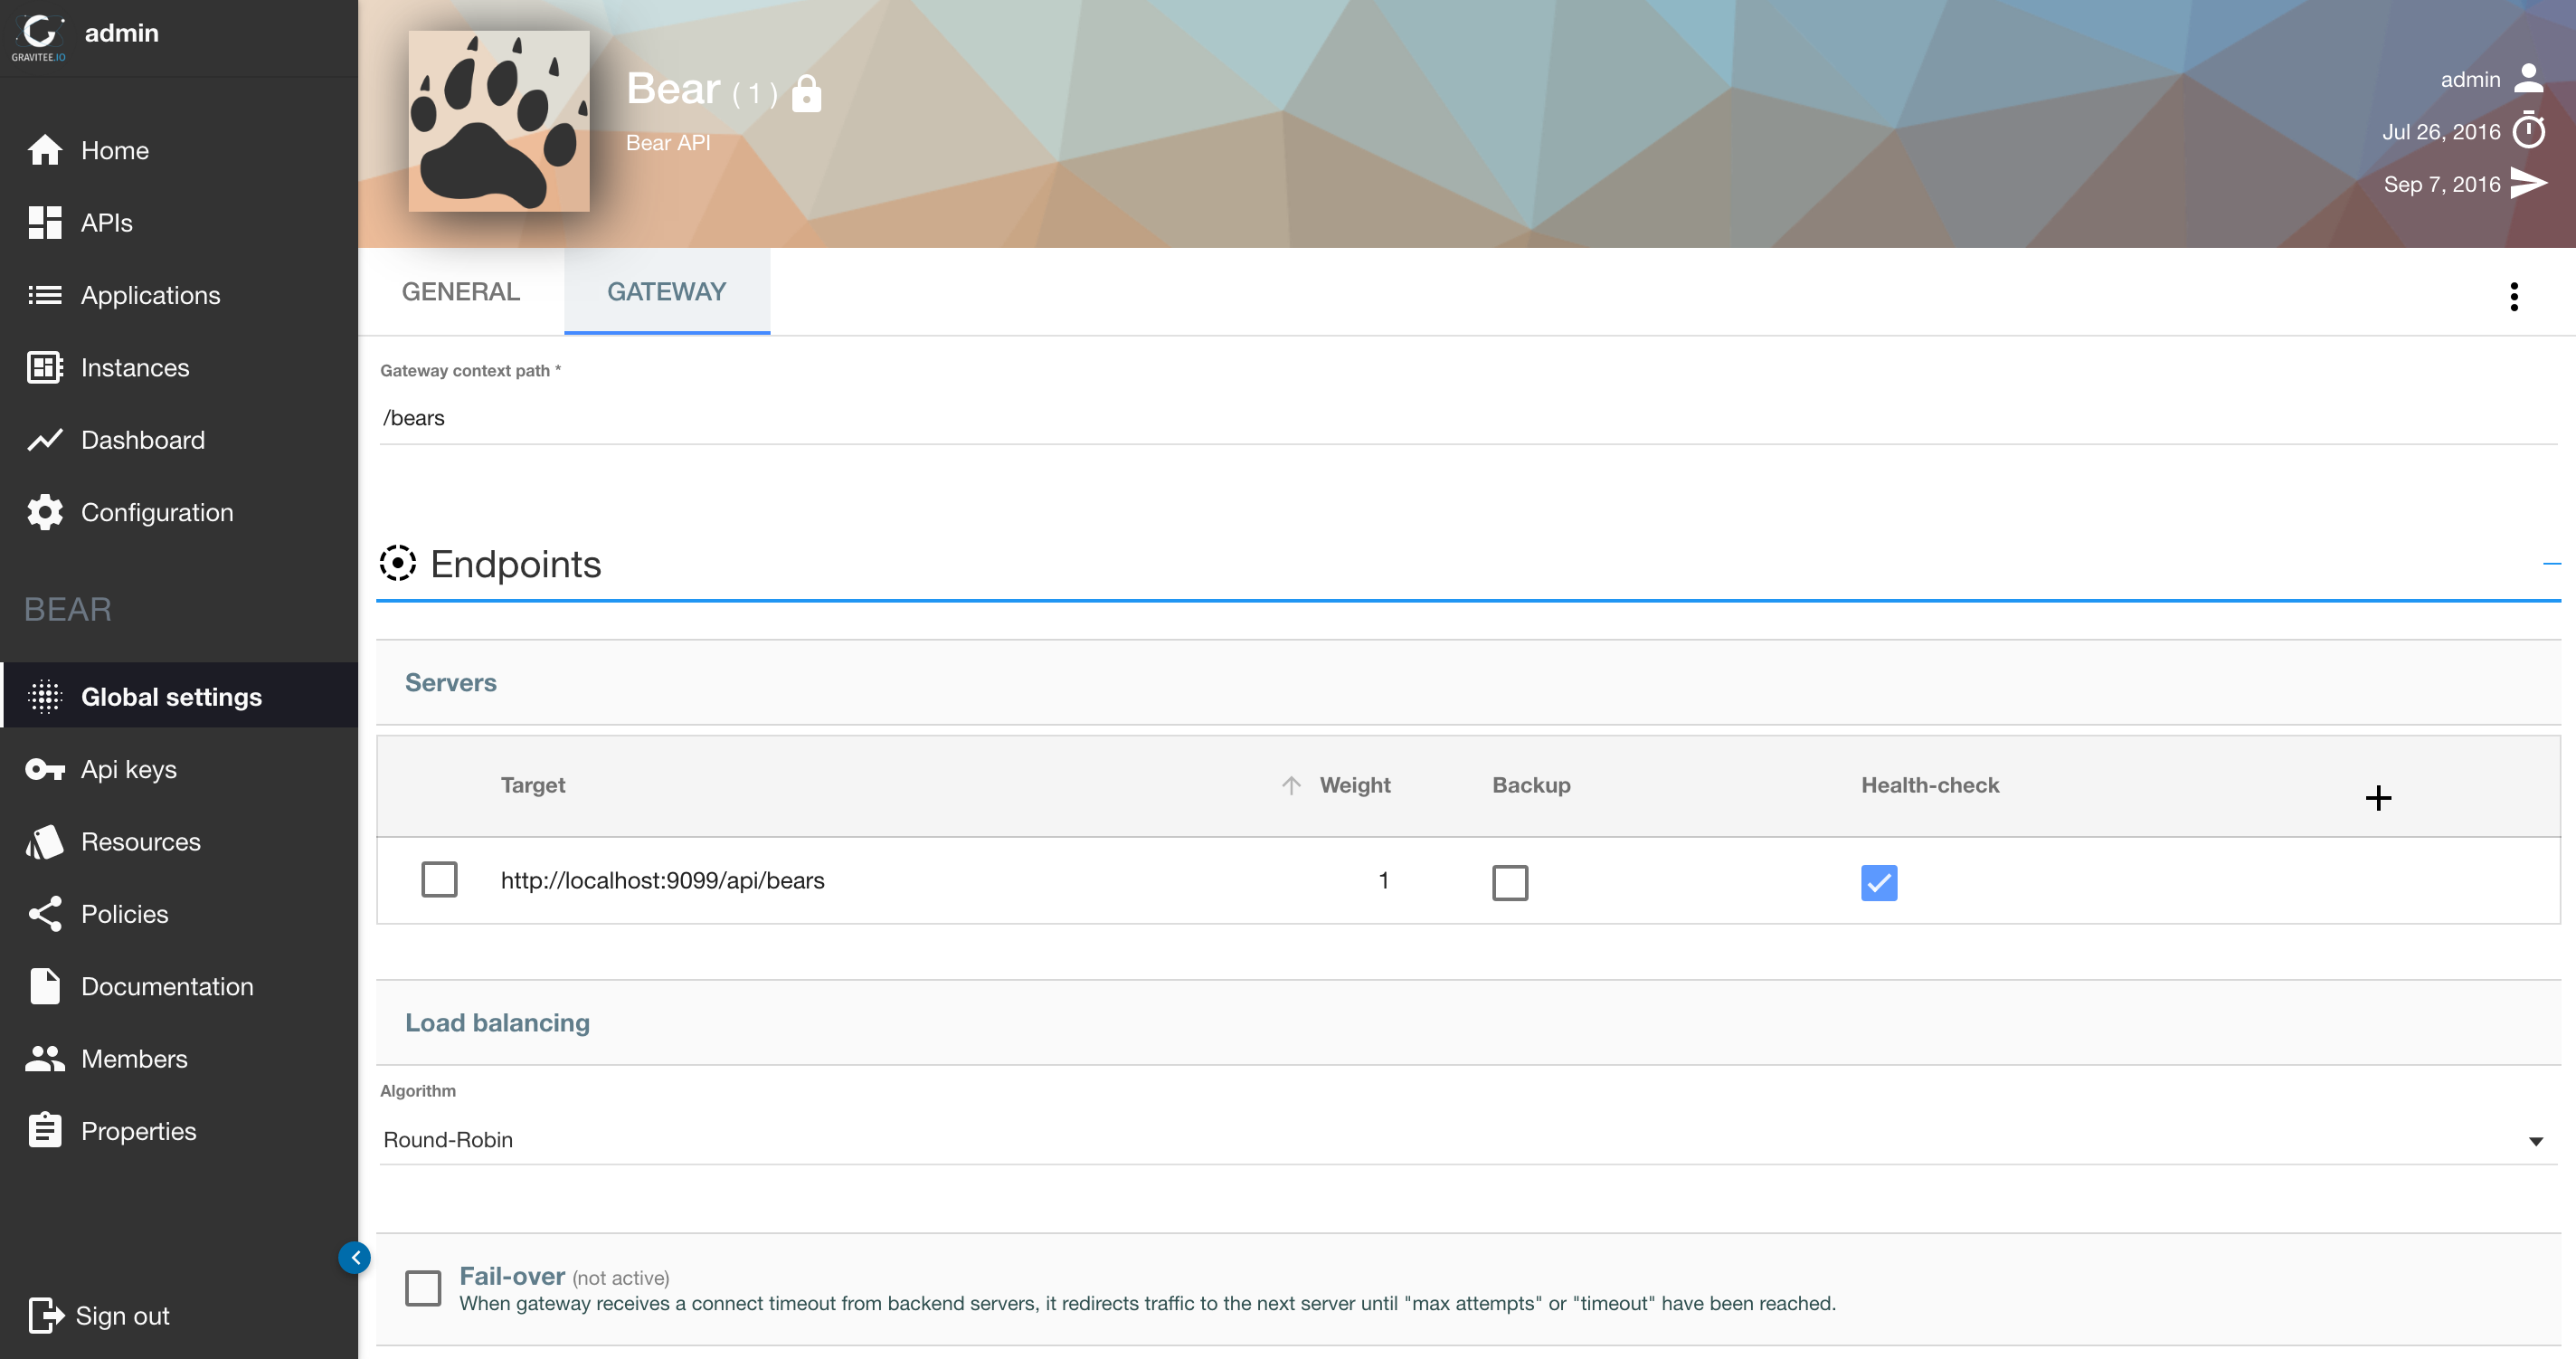 GRAVITEE.IO
admin
Home
APIs
Applications
Instances
Dashboard
Configuration
BEAR
Global settings
Api keys
Resources
Policies
Documentation
Members
Properties
Sign out
Bear ( 1 )
Bear API
admin
Jul 26, 2016
Sep 7, 2016
GENERAL GATEWAY
Gateway context path *
/bears
Endpoints
Servers
Target Weight Backup Health-check
http://localhost:9099/api/bears 1
Load balancing
Algorithm
Round-Robin
Fail-over (not active)
When gateway receives a connect timeout from backend servers, it redirects traffic to the next server until "max attempts" or "timeout" have been reached.